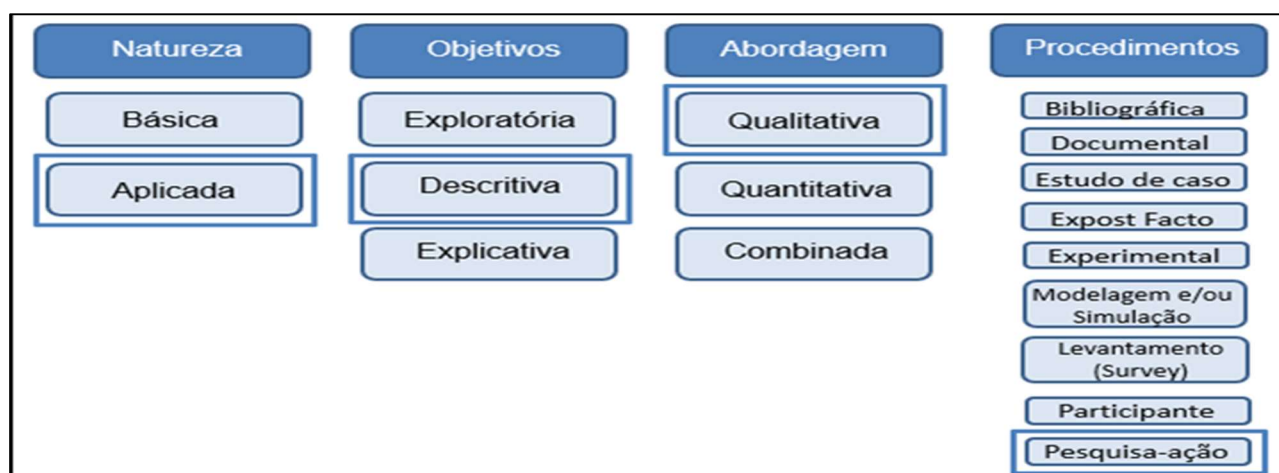 Natureza
Básica
Aplicada
Objetivos
Exploratória
Descritiva
Explicativa
Abordagem
Qualitativa
Quantitativa
Combinada
Procedimentos
Bibliográfica
Documental
Estudo de caso
Expost Facto
Experimental
Modelagem e/ou
Simulação
Levantamento
(Survey)
Participante
Pesquisa-ação